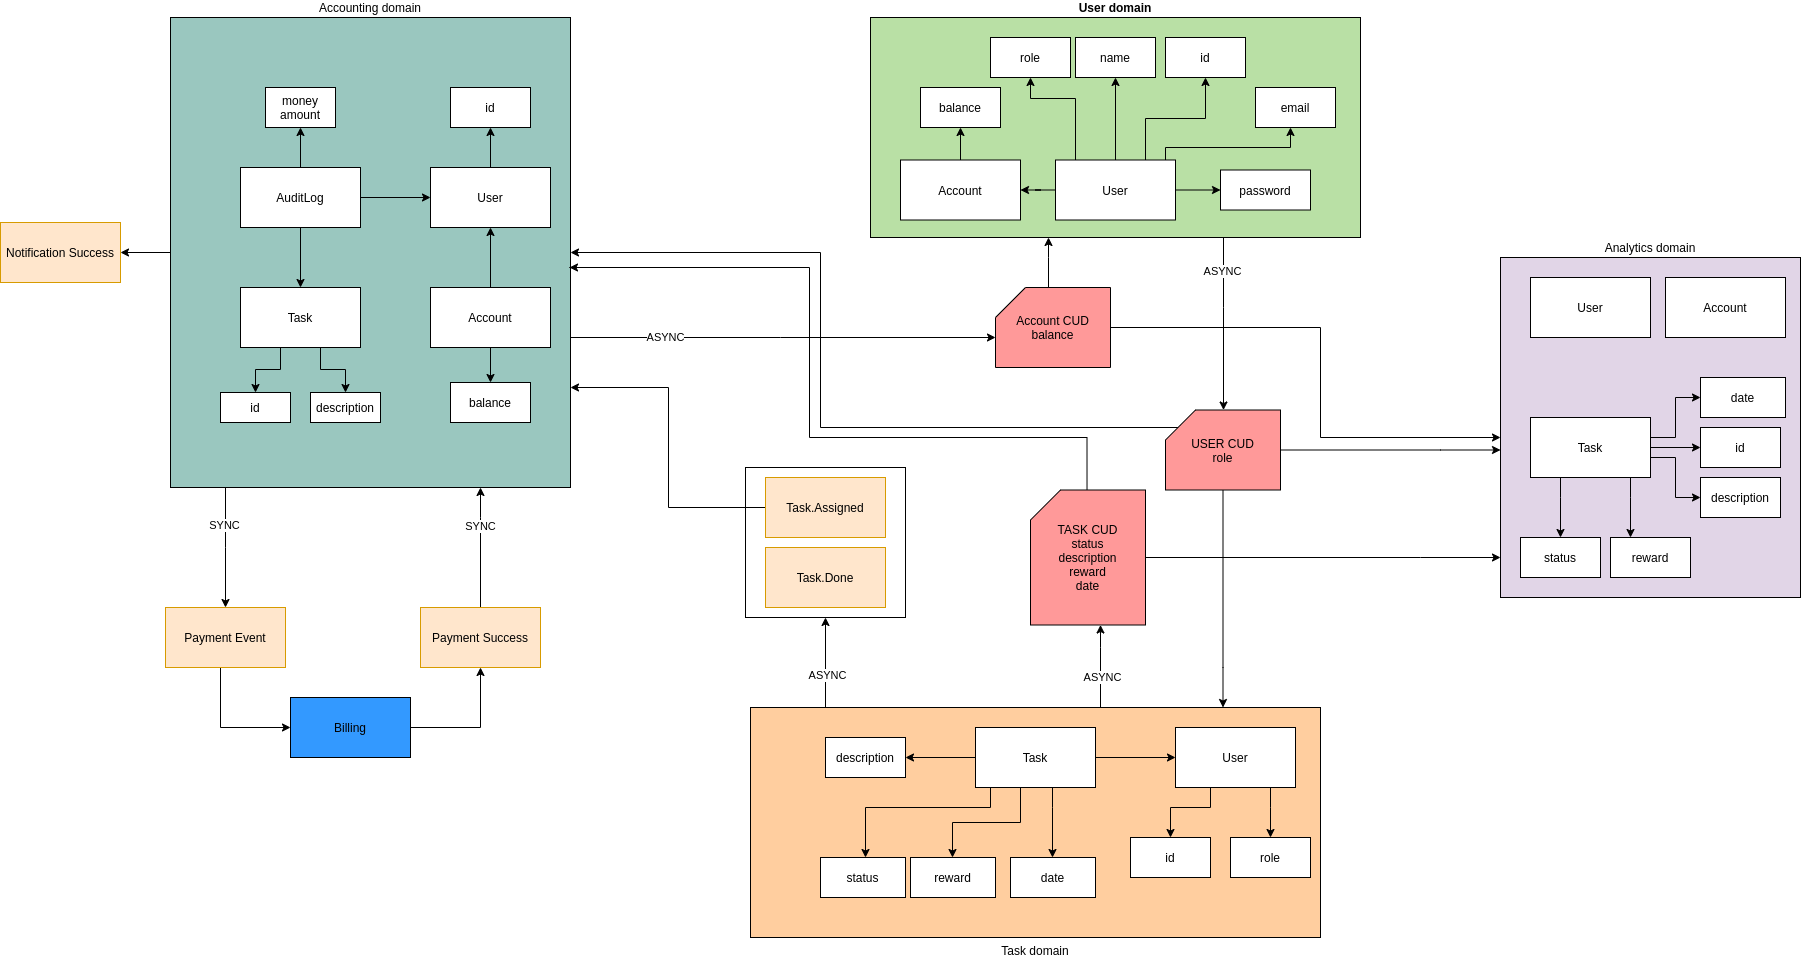 Accounting domain
User domain
role
name
id
money
amount
id
balance
email
AuditLog
User
Account
User
password
Notification Success
Analytics domain
ASYNC
User
Account
Task
Account
Account CUD
balance
ASYNC
id
description
balance
date
USER CUD
role
Task
id
description
Task.Assigned
SYNC
SYNC
TASK CUD
status
description
reward
date
status
reward
Task.Done
Payment Event
Payment Success
ASYNC
ASYNC
Billing
description
Task
User
id
role
status
reward
date
Task domain